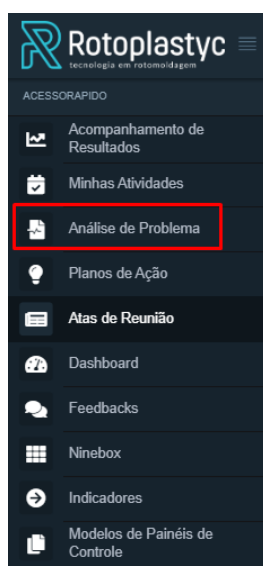 Rotoplastyc
tecnologia em rotomoldagem
ACESSORAPIDO
Acompanhamento de
Resultados
Minhas Atividades
Análise de Problema
Planos de Ação
Atas de Reunião
Dashboard
Feedbacks
Ninebox
Indicadores
Modelos de Painéis de
Controle